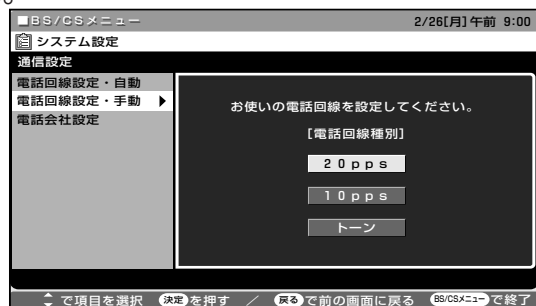 ■BS/CSメニュー 2/26[月]午前 9:00
システム設定
通信設定
電話回線設定・自動
電話回線設定・手動 ▶
電話会社設定
お使いの電話回線を設定してください。
[電話回線種別]
20pps
10pps
トーン
で項目を選択 決定を押す / 戻るで前の画面に戻る BS/CSメニューで終了